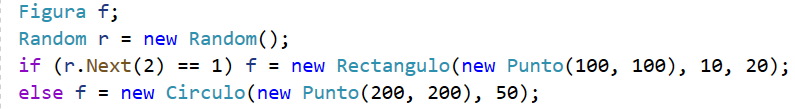 Figura f;
Random r = new Random();
if (r.Next(2) == 1) f = new Rectangulo(new Punto(100, 100), 10, 20);
else f = new Circulo(new Punto(200, 200), 50);